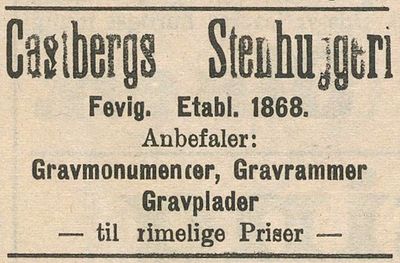 Castbergs Stenhuggeri
Fevig. Etabl. 1868.
Anbefaler:
Gravmonumenter, Gravrammer
Gravplader
— til rimelige Priser —